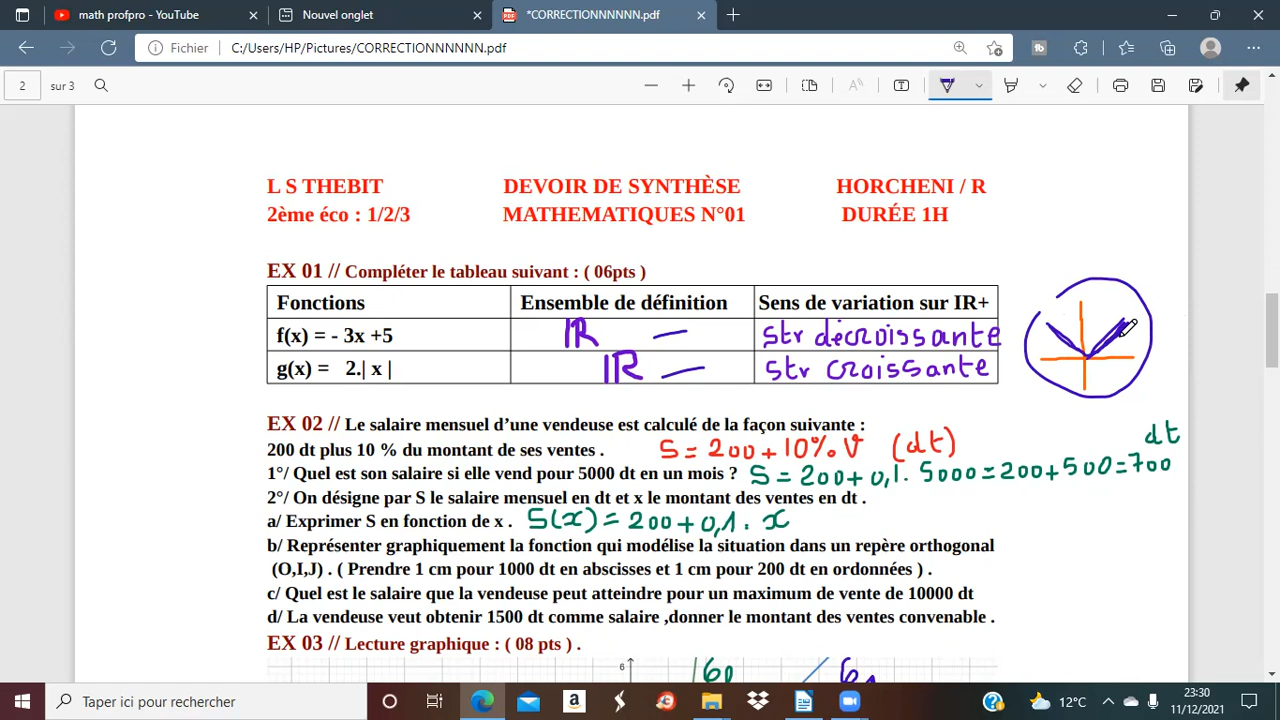 math profpro - YouTube
Nouvel onglet
*CORRECTIONNNNNN.pdf
Fichier C:/Users/HP/Pictures/CORRECTIONNNNNN.pdf
2 sur 3
L S THEBIT DEVOIR DE SYNTHÈSE HORCHENI / R
2ème éco : 1/2/3 MATHEMATIQUES N°01 DURÉE 1H
EX 01 // Compléter le tableau suivant : ( 06pts )
Fonctions Ensemble de définition Sens de variation sur IR+
f(x) = - 3x +5 IR — str décroissante
g(x) = 2.| x | IR — str croissante
EX 02 // Le salaire mensuel d’une vendeuse est calculé de la façon suivante :
200 dt plus 10 % du montant de ses ventes . S = 200 + 10% V (dt)
1°/ Quel est son salaire si elle vend pour 5000 dt en un mois ? S = 200 + 0,1 . 5000 = 200 + 500 = 700 dt
2°/ On désigne par S le salaire mensuel en dt et x le montant des ventes en dt .
a/ Exprimer S en fonction de x . S(x) = 200 + 0,1 . x
b/ Représenter graphiquement la fonction qui modélise la situation dans un repère orthogonal
(O,I,J) . ( Prendre 1 cm pour 1000 dt en abscisses et 1 cm pour 200 dt en ordonnées ) .
c/ Quel est le salaire que la vendeuse peut atteindre pour un maximum de vente de 10000 dt
d/ La vendeuse veut obtenir 1500 dt comme salaire ,donner le montant des ventes convenable .
EX 03 // Lecture graphique : ( 08 pts ) .
6
Taper ici pour rechercher
12°C
23:30
11/12/2021